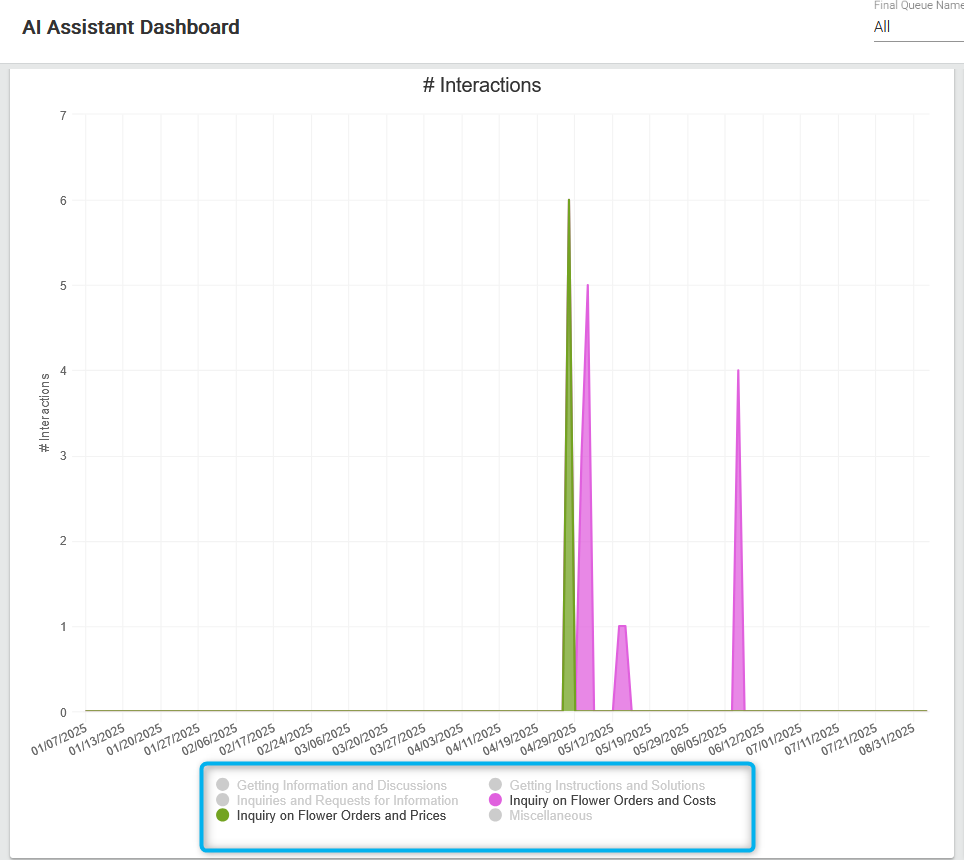 Final Queue Name
AI Assistant Dashboard
All
# Interactions
7
6
5
4
3
2
1
0
# Interactions
01/07/2025 01/13/2025 01/20/2025 01/27/2025 02/06/2025 02/17/2025 02/24/2025 03/06/2025 03/20/2025 03/27/2025 04/03/2025 04/11/2025 04/19/2025 04/29/2025 05/12/2025 05/19/2025 05/29/2025 06/05/2025 06/12/2025 07/01/2025 07/11/2025 07/21/2025 08/31/2025
Getting Information and Discussions Getting Instructions and Solutions
Inquiries and Requests for Information Inquiry on Flower Orders and Costs
Inquiry on Flower Orders and Prices Miscellaneous